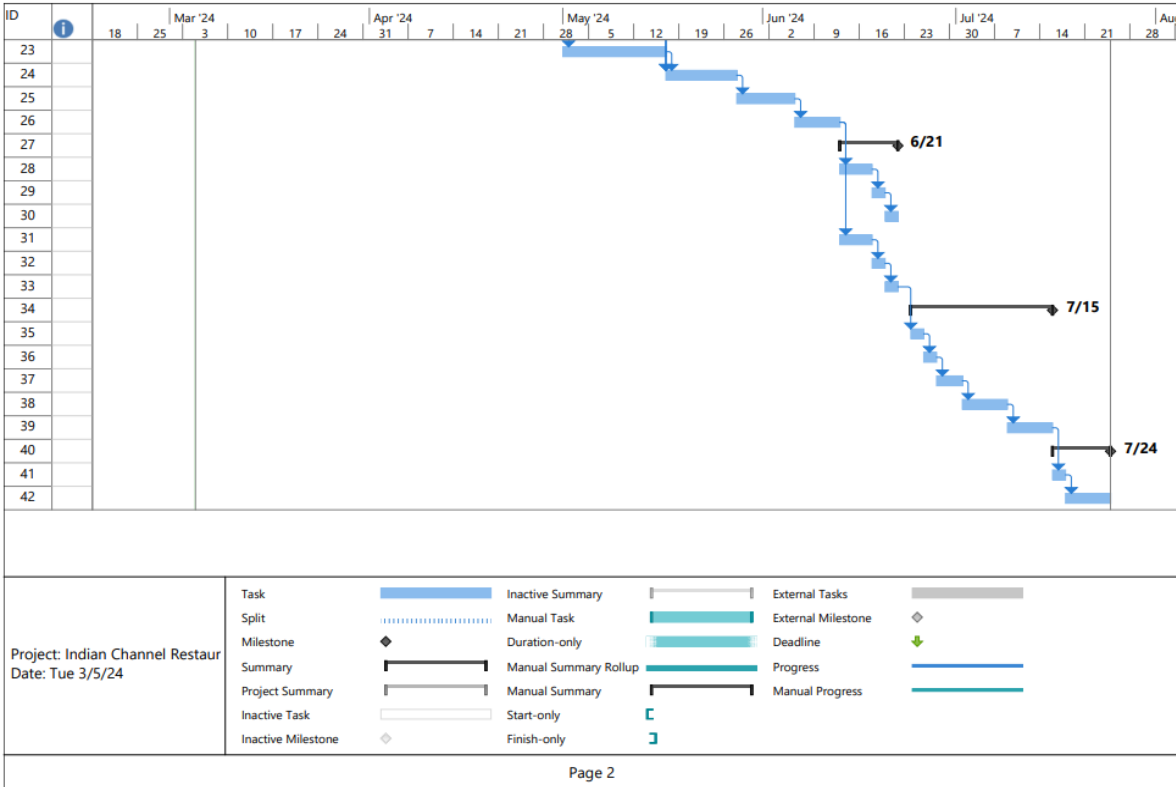 ID Mar '24 Apr '24 May '24 Jun '24 Jul '24 Aug
i 18 25 3 10 17 24 31 7 14 21 28 5 12 19 26 2 9 16 23 30 7 14 21 28
23
24
25
26
27 6/21
28
29
30
31
32
33
34 7/15
35
36
37
38
39
40 7/24
41
42
Project: Indian Channel Restaur
Date: Tue 3/5/24
Task
Split
Milestone
Summary
Project Summary
Inactive Task
Inactive Milestone
Inactive Summary
Manual Task
Duration-only
Manual Summary Rollup
Manual Summary
Start-only
Finish-only
External Tasks
External Milestone
Deadline
Progress
Manual Progress
Page 2